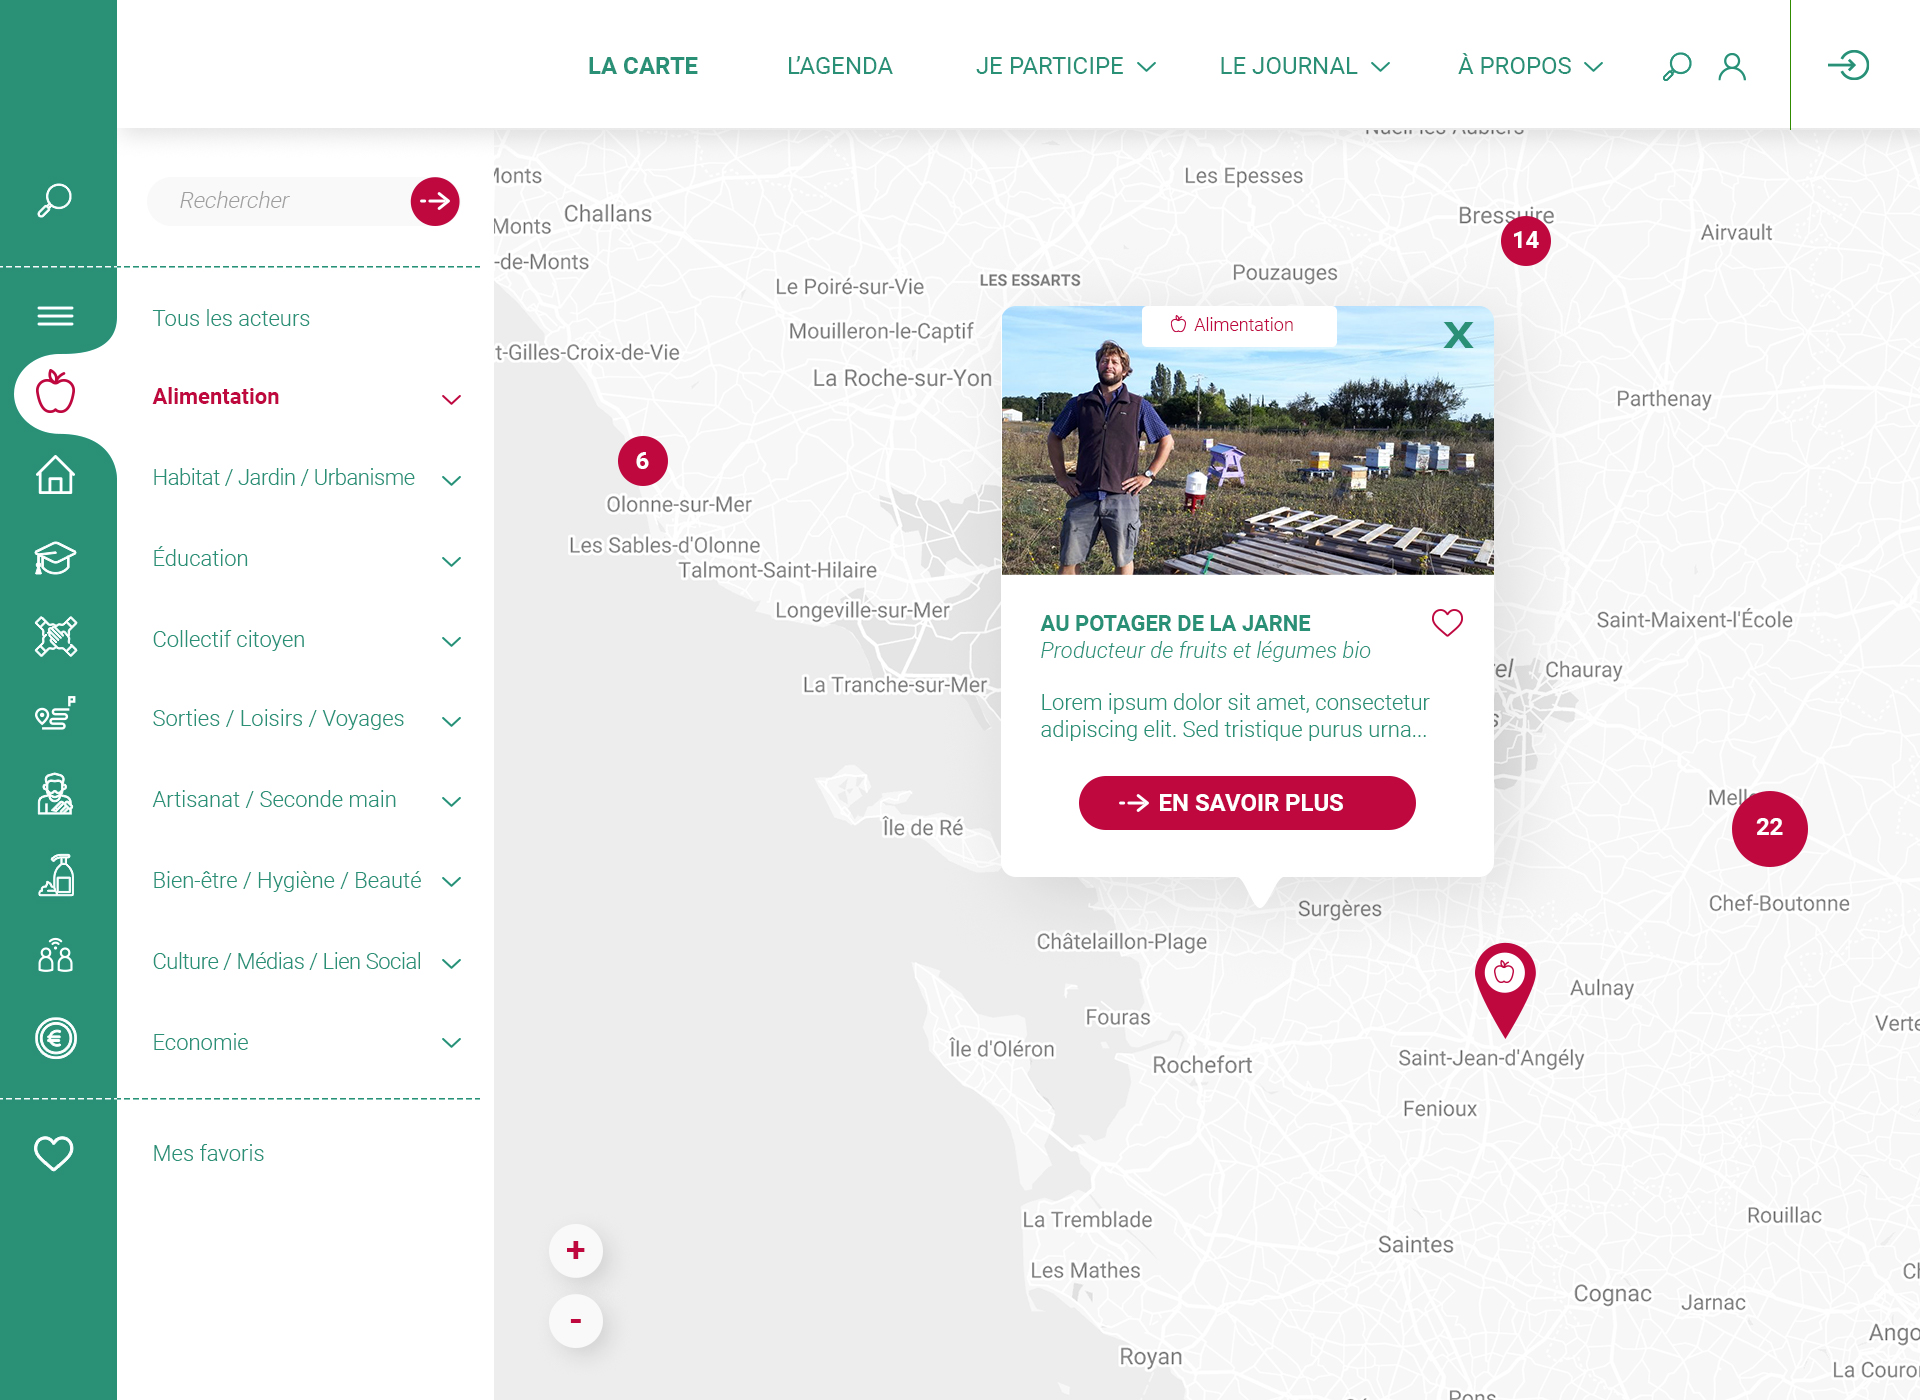 LA CARTE
L’AGENDA
JE PARTICIPE
LE JOURNAL
À PROPOS
Rechercher
Tous les acteurs
Alimentation
Habitat / Jardin / Urbanisme
Éducation
Collectif citoyen
Sorties / Loisirs / Voyages
Artisanat / Seconde main
Bien-être / Hygiène / Beauté
Culture / Médias / Lien Social
Economie
Mes favoris
Monts
Les Epesses
Challans
Monts
Bressuire
14
Airvault
-de-Monts
Pouzauges
LES ESSARTS
Le Poiré-sur-Vie
Mouilleron-le-Captif
t-Gilles-Croix-de-Vie
La Roche-sur-Yon
Parthenay
6
Olonne-sur-Mer
Les Sables-d'Olonne
Talmont-Saint-Hilaire
Longeville-sur-Mer
La Tranche-sur-Mer
Alimentation
X
AU POTAGER DE LA JARNE
Producteur de fruits et légumes bio
Lorem ipsum dolor sit amet, consectetur
adipiscing elit. Sed tristique purus urna...
EN SAVOIR PLUS
Saint-Maixent-l'École
Chauray
22
Île de Ré
Chef-Boutonne
Surgères
Châtelaillon-Plage
Aulnay
Fouras
Île d'Oléron
Rochefort
Saint-Jean-d'Angély
Fenioux
La Tremblade
Rouillac
Saintes
Les Mathes
Cognac
Jarnac
Royan
+
-